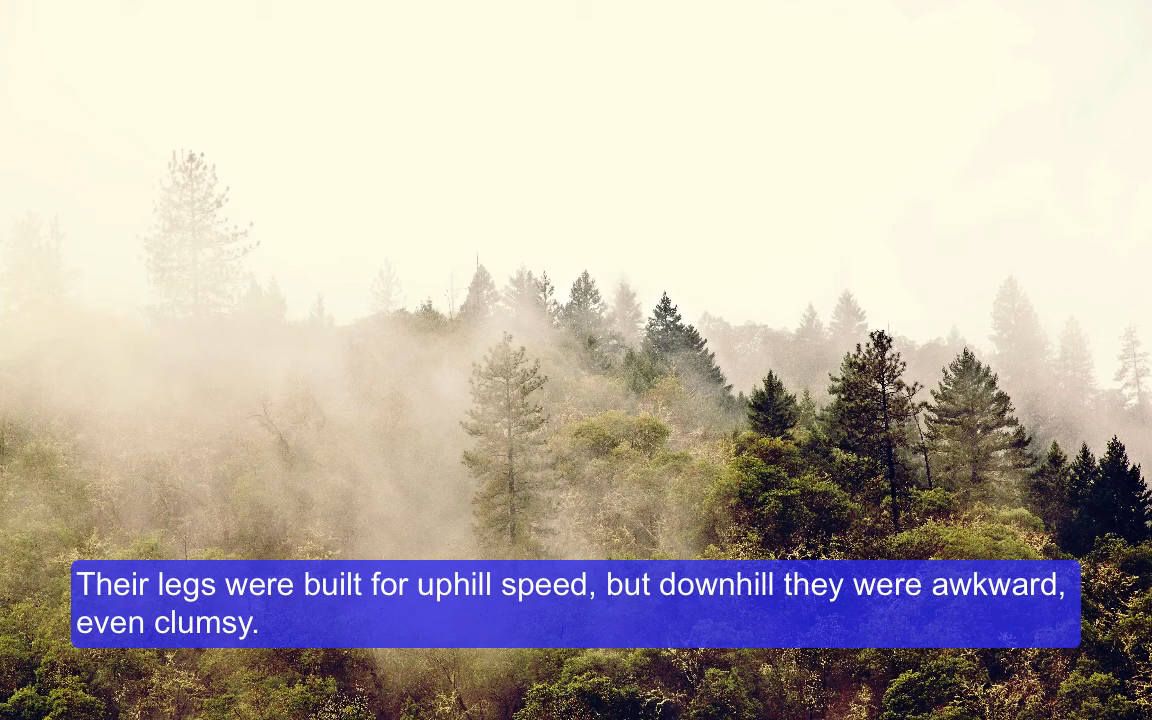 Their legs were built for uphill speed, but downhill they were awkward,
even clumsy.